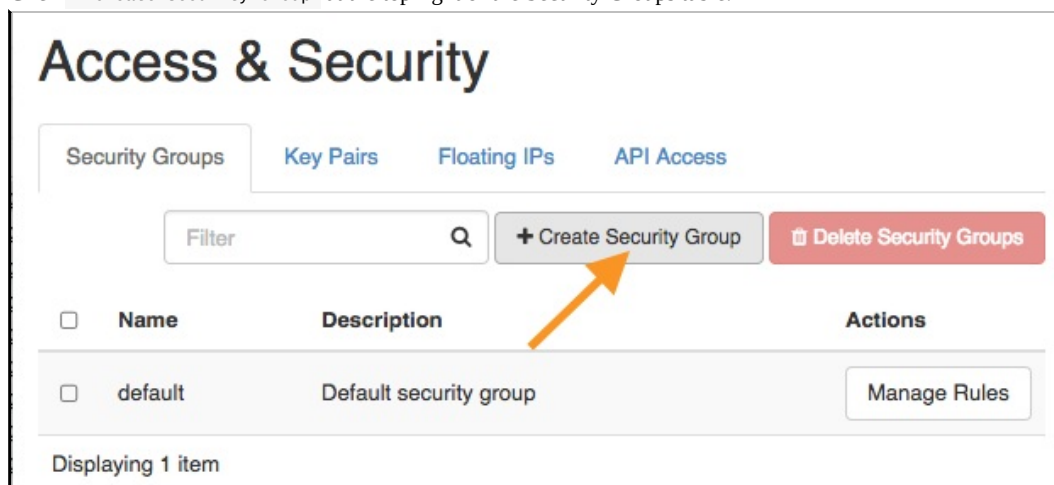 Access & Security
Security Groups Key Pairs Floating IPs API Access
Filter + Create Security Group Delete Security Groups
Name Description Actions
default Default security group Manage Rules
Displaying 1 item